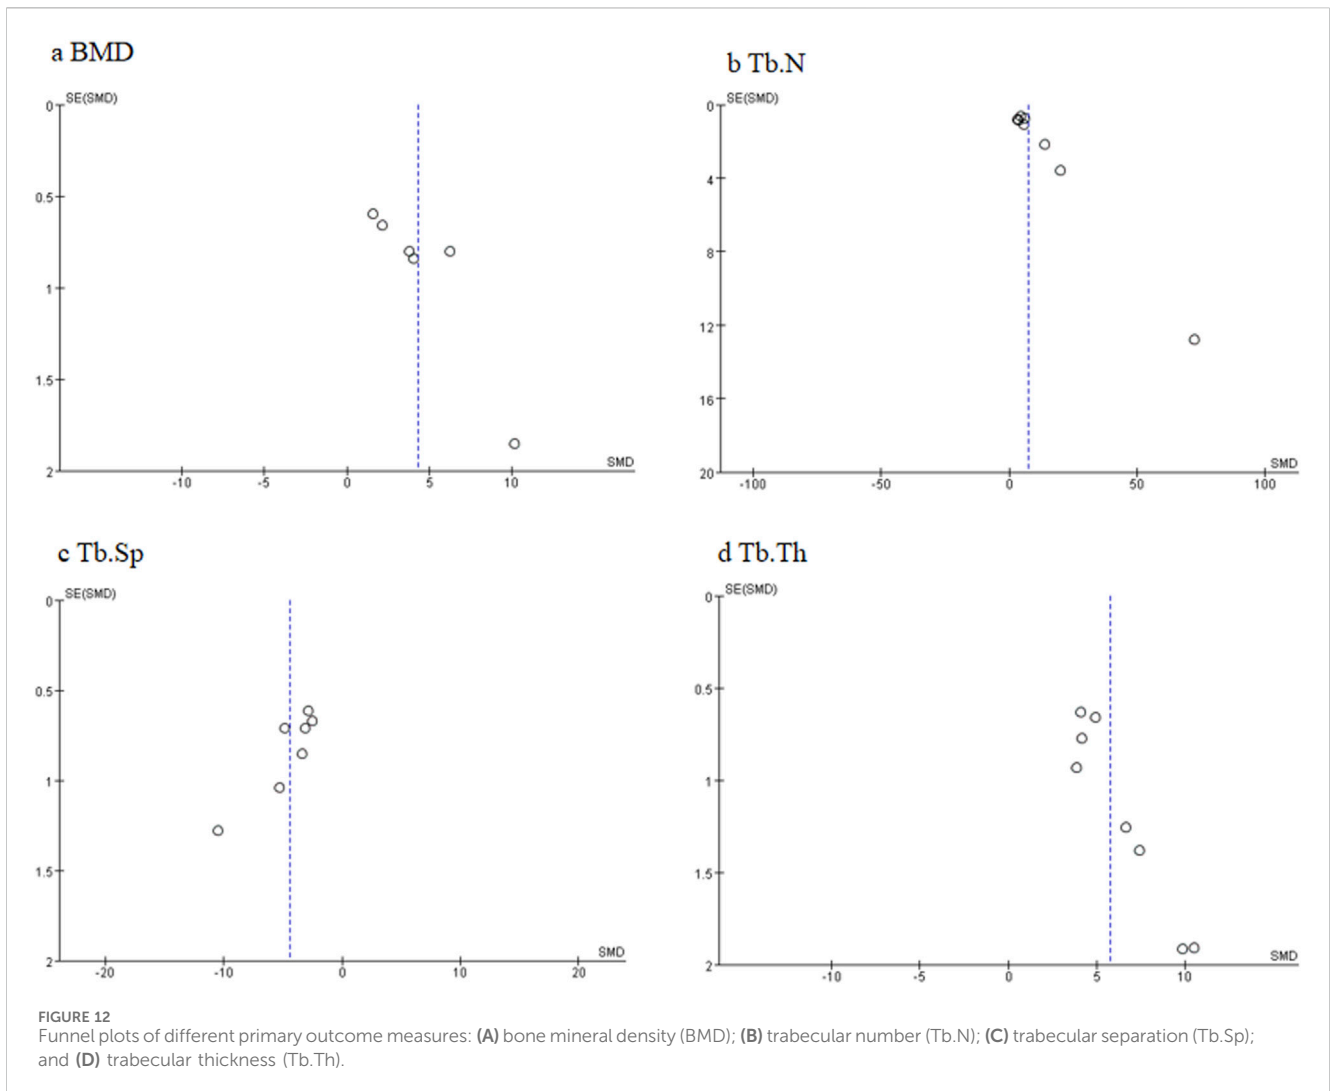 a BMD
SE(SMD)
0
0.5
1
1.5
2
-10
-5
0
5
10
SMD
b Tb.N
SE(SMD)
0
4
8
12
16
20
-100
-50
0
50
100
SMD
c Tb.Sp
SE(SMD)
0
0.5
1
1.5
2
-20
-10
0
10
20
SMD
d Tb.Th
SE(SMD)
0
0.5
1
1.5
2
-10
-5
0
5
10
SMD
FIGURE 12
Funnel plots of different primary outcome measures: (A) bone mineral density (BMD); (B) trabecular number (Tb.N); (C) trabecular separation (Tb.Sp);
and (D) trabecular thickness (Tb.Th).